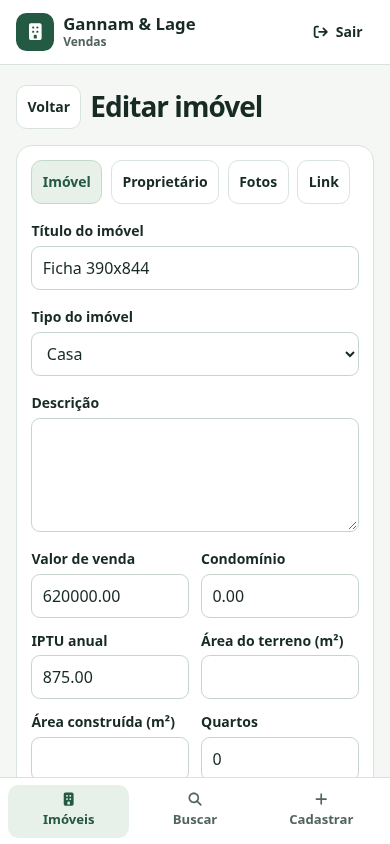 Gannam & Lage
Vendas
Sair
Voltar
Editar imóvel
Imóvel
Proprietário
Fotos
Link
Título do imóvel
Ficha 390x844
Tipo do imóvel
Casa
Descrição
Valor de venda
Condomínio
620000.00
0.00
IPTU anual
Área do terreno (m²)
875.00
Área construída (m²)
Quartos
0
Imóveis
Buscar
Cadastrar